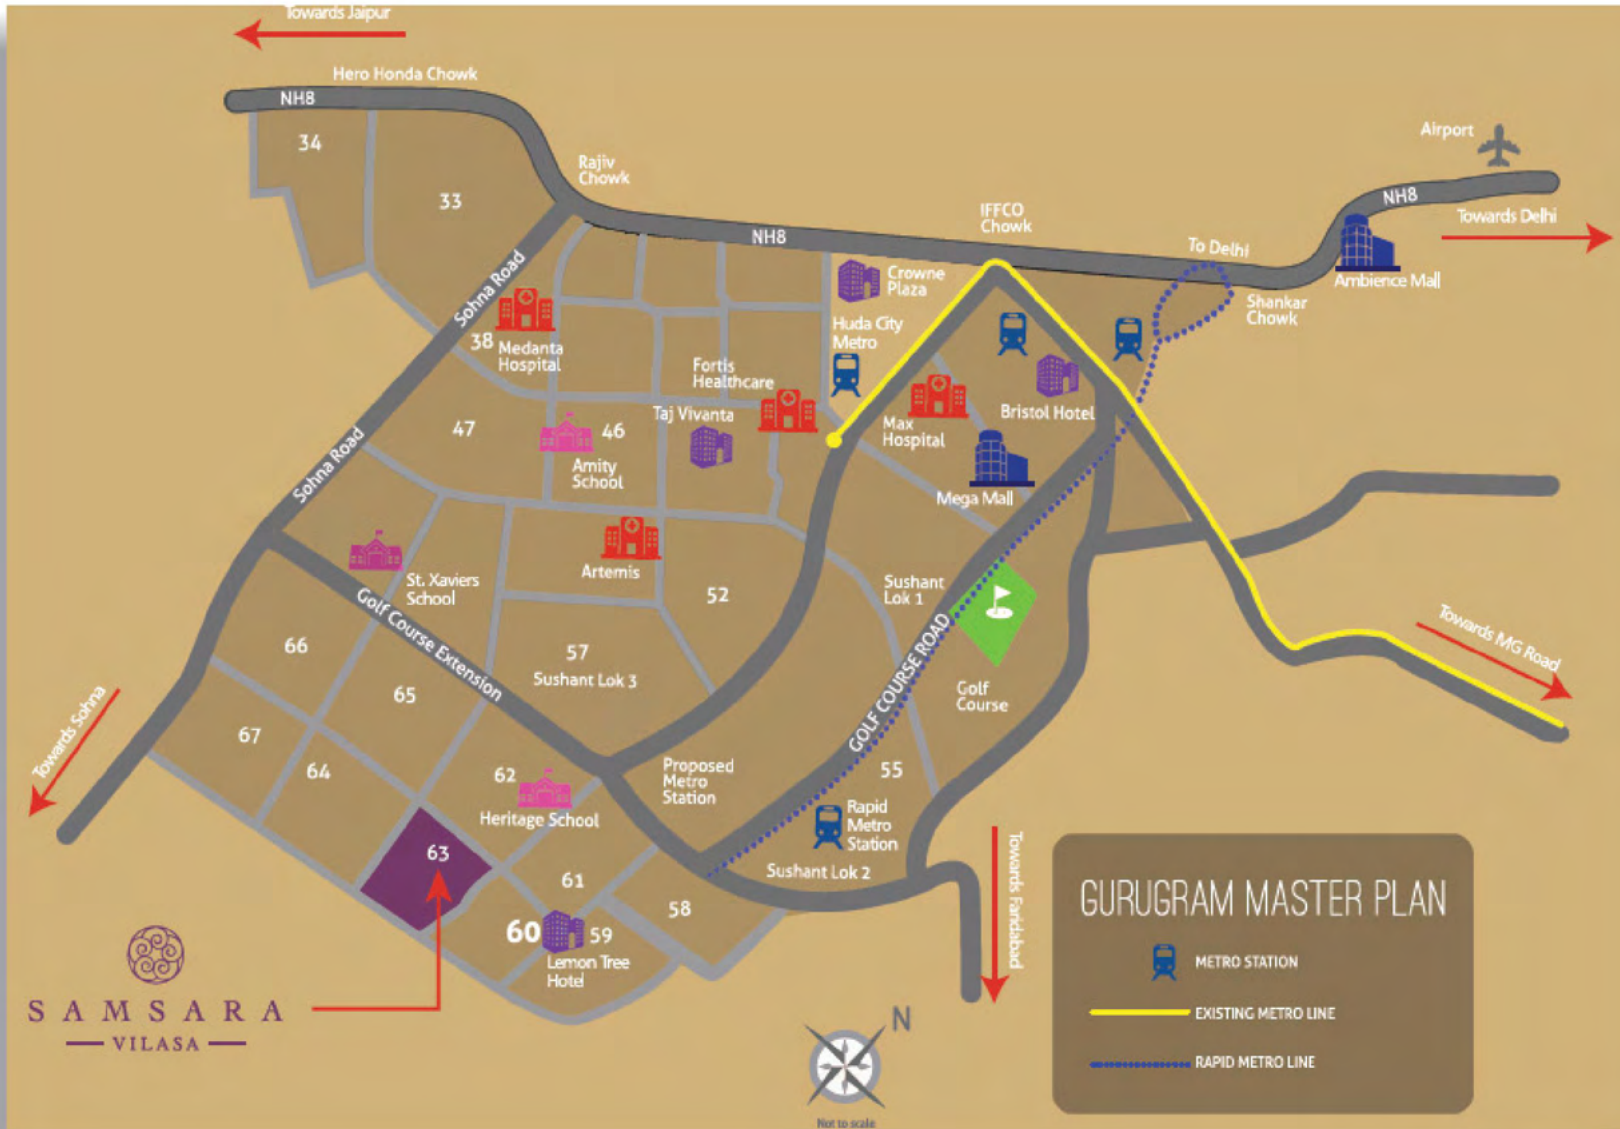 Towards Jaipur
Hero Honda Chowk
NH8
34
33
Rajiv
Chowk
Airport
NH8
Towards Delhi
IFFCO
Chowk
NH8
To Delhi
Ambience Mall
Shankar
Chowk
Sohna Road
Crowne
Plaza
Huda City
Metro
38
Medanta
Hospital
Fortis
Healthcare
Taj Vivanta
Bristol Hotel
Max
Hospital
Mega Mall
47
46
Amity
School
Sohna Road
Artemis
St. Xaviers
School
52
Sushant
Lok 1
Golf Course Extension
GOLF COURSE ROAD
Golf
Course
Towards MG Road
66
57
Sushant Lok 3
65
67
64
Towards Sohna
62
Heritage School
Proposed
Metro
Station
55
Rapid
Metro
Station
Sushant Lok 2
Towards Faridabad
63
61
58
60
59
Lemon Tree
Hotel
SAMSARA
VILASA
N
Not to scale
GURUGRAM MASTER PLAN
METRO STATION
EXISTING METRO LINE
RAPID METRO LINE